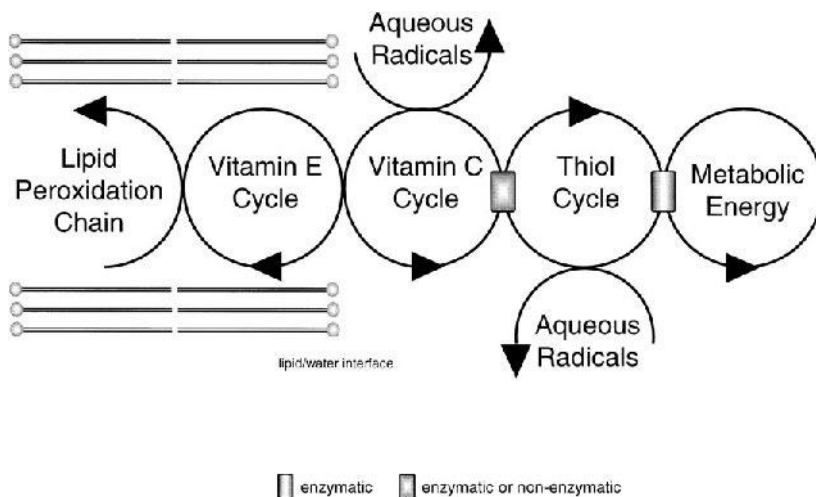 Aqueous
Radicals
Lipid
Peroxidation
Chain
Vitamin E
Cycle
Vitamin C
Cycle
Thiol
Cycle
Metabolic
Energy
Aqueous
Radicals
lipid/water interface
enzymatic
enzymatic or non-enzymatic